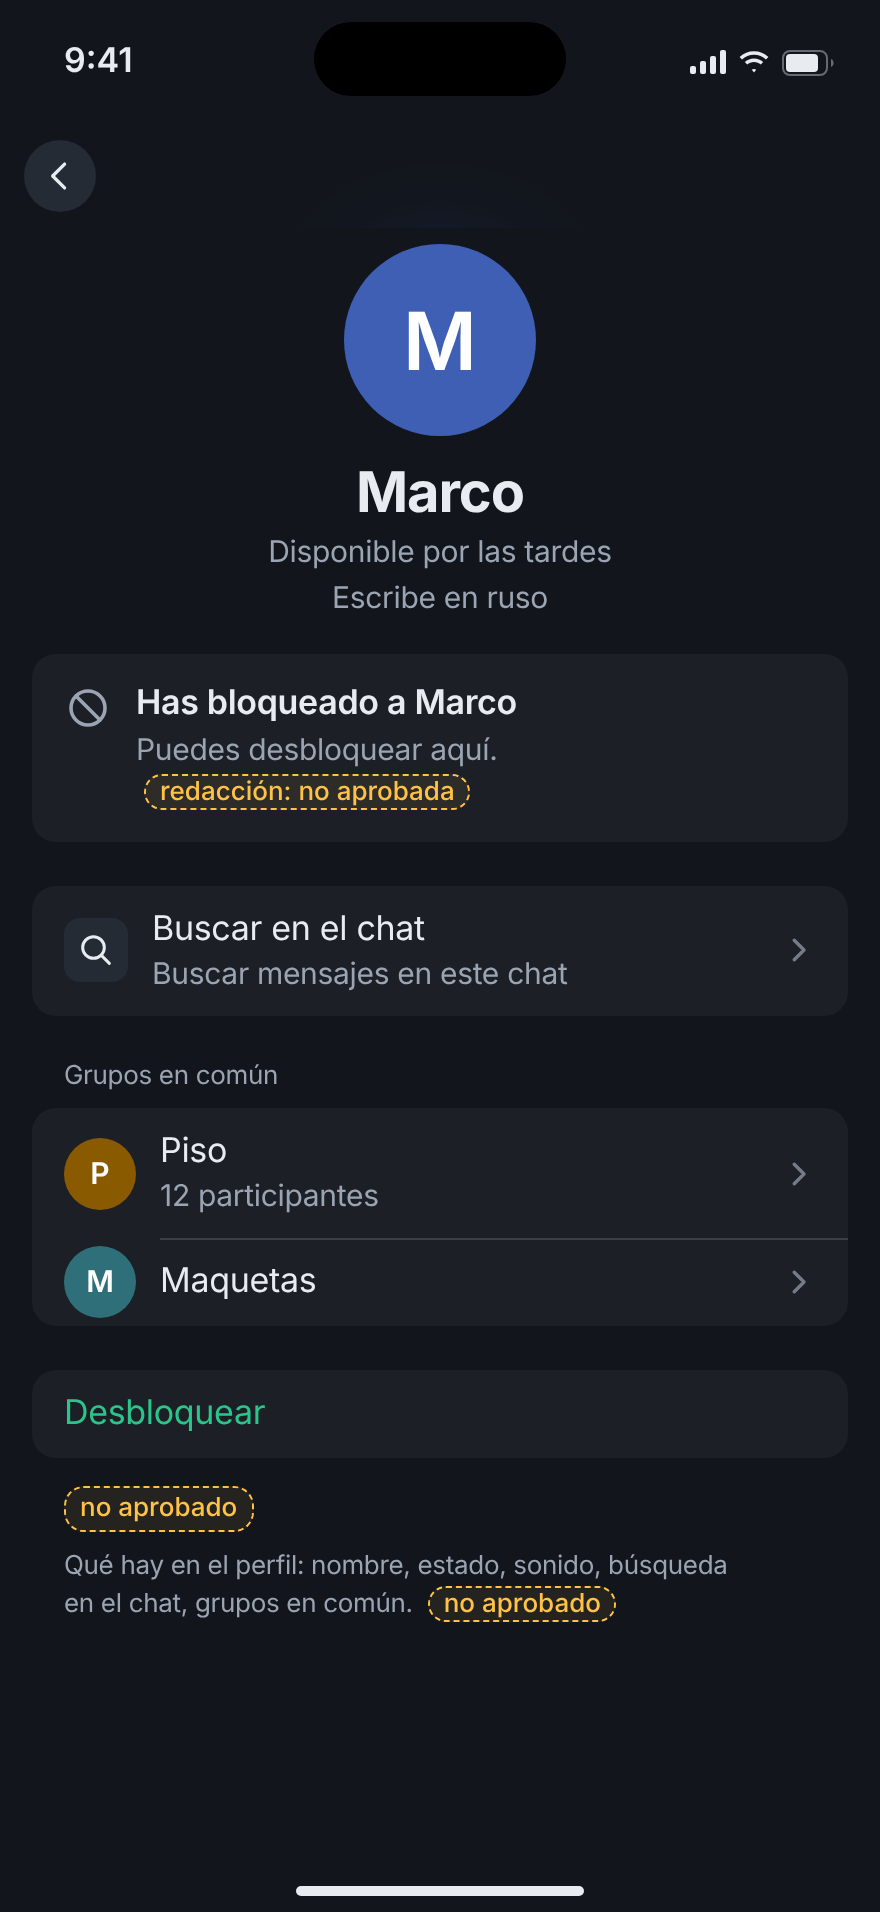 9:41
M
Marco
Disponible por las tardes
Escribe en ruso
Has bloqueado a Marco
Puedes desbloquear aquí.
redacción: no aprobada
Buscar en el chat
Buscar mensajes en este chat
Grupos en común
P
Piso
12 participantes
M
Maquetas
Desbloquear
no aprobado
Qué hay en el perfil: nombre, estado, sonido, búsqueda
en el chat, grupos en común. no aprobado